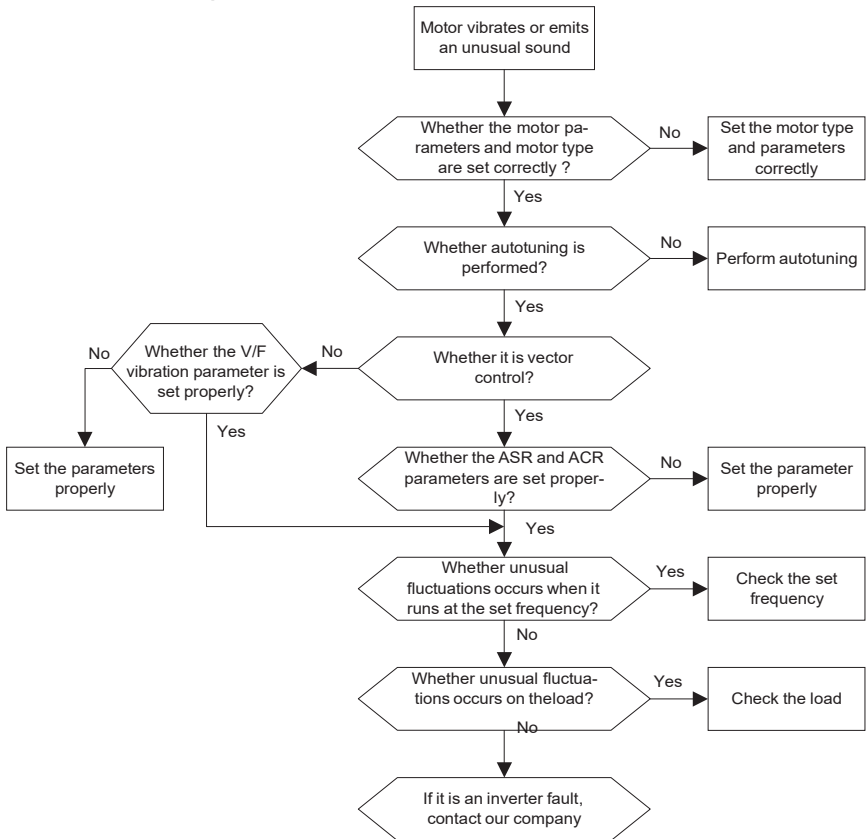 Motor vibrates or emits
an unusual sound
Whether the motor pa-
rameters and motor type
are set correctly ?
No
Set the motor type
and parameters
correctly
Yes
Whether autotuning is
performed?
No
Perform autotuning
Yes
Whether it is vector
control?
No
Whether the V/F
vibration parameter is
set properly?
No
Set the parameters
properly
Yes
Yes
Whether the ASR and ACR
parameters are set proper-
ly?
No
Set the parameter
properly
Yes
Whether unusual
fluctuations occurs when it
runs at the set frequency?
Yes
Check the set
frequency
No
Whether unusual fluctua-
tions occurs on theload?
Yes
Check the load
No
If it is an inverter fault,
contact our company